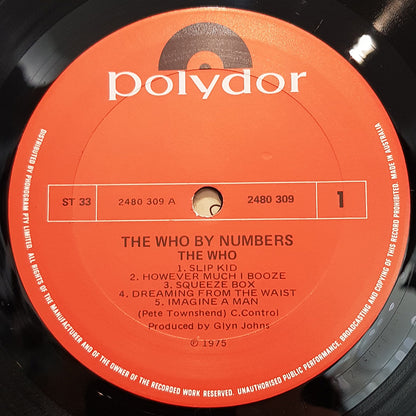 polydor
ST 33
2480 309 A
2480 309
1
THE WHO BY NUMBERS
THE WHO
1. SLIP KID
2. HOWEVER MUCH I BOOZE
3. SQUEEZE BOX
4. DREAMING FROM THE WAIST
5. IMAGINE A MAN
(Pete Townshend) C.Control
Produced by Glyn Johns
℗ 1975
DISTRIBUTED BY PHONOGRAM PTY LIMITED. ALL RIGHTS OF THE MANUFACTURER AND OF THE OWNER OF THE RECORDED WORK RESERVED. UNAUTHORISED PUBLIC PERFORMANCE, BROADCASTING AND COPYING OF THIS RECORD PROHIBITED. MADE IN AUSTRALIA